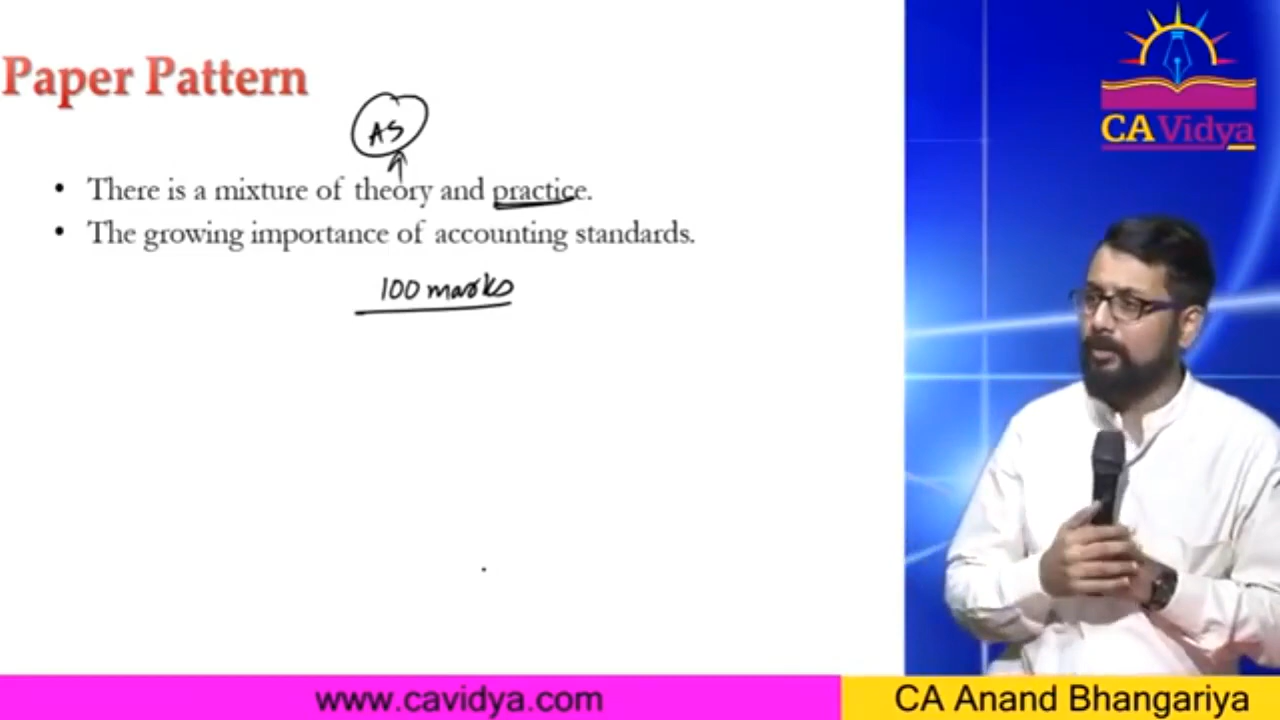 Paper Pattern
AS
• There is a mixture of theory and practice.
• The growing importance of accounting standards.
100 marks
CA Vidya
www.cavidya.com
CA Anand Bhangariya